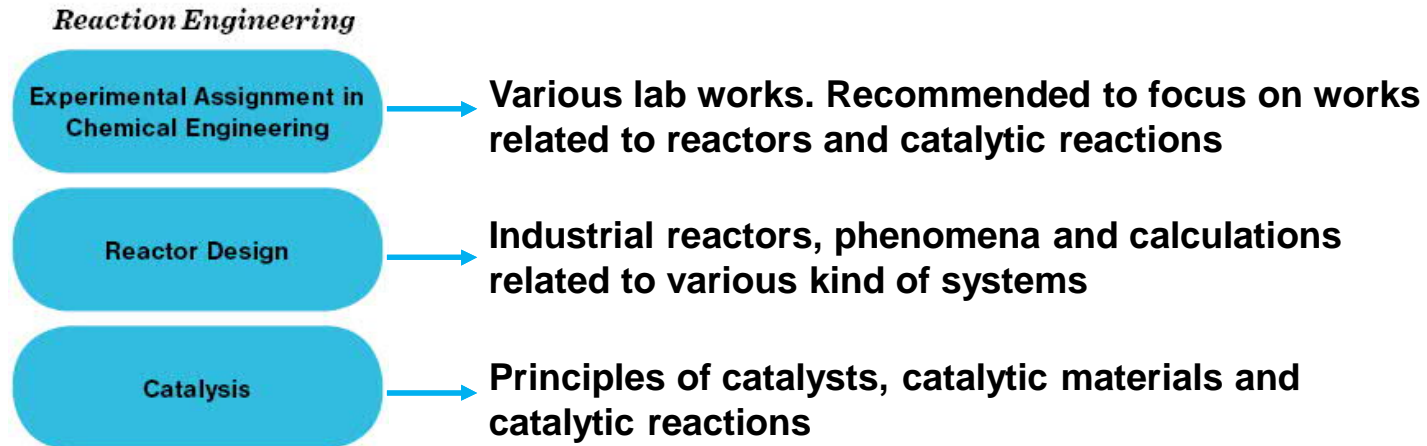 Reaction Engineering
Experimental Assignment in
Chemical Engineering
Various lab works. Recommended to focus on works
related to reactors and catalytic reactions
Reactor Design
Industrial reactors, phenomena and calculations
related to various kind of systems
Catalysis
Principles of catalysts, catalytic materials and
catalytic reactions